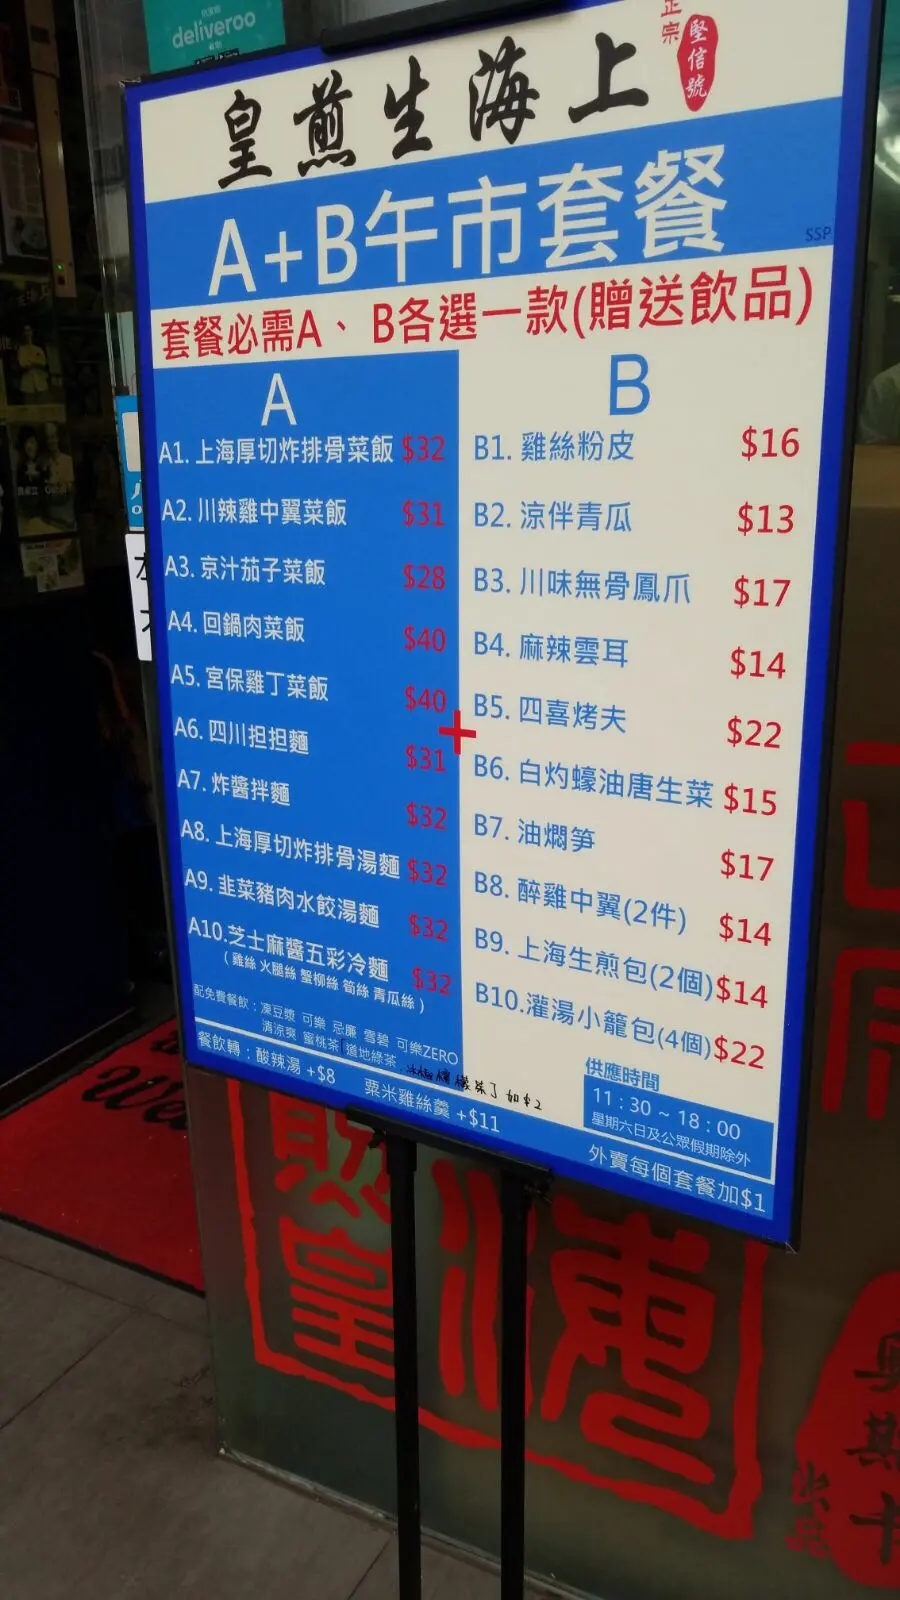 deliveroo
正宗
堅信號
皇煎生海上
A+B午市套餐
SSP
套餐必需A、B各選一款(贈送飲品)
A
A1. 上海厚切炸排骨菜飯 $32
A2. 川辣雞中翼菜飯 $31
A3. 京汁茄子菜飯 $28
A4. 回鍋肉菜飯 $40
A5. 宮保雞丁菜飯 $40
A6. 四川担担麵 $31
A7. 炸醬拌麵 $32
A8. 上海厚切炸排骨湯麵 $32
A9. 韭菜豬肉水餃湯麵 $32
A10.芝士麻醬五彩冷麵 $32
(雞絲 火腿絲 蟹柳絲 筍絲 青瓜絲)
+
B
B1. 雞絲粉皮 $16
B2. 涼伴青瓜 $13
B3. 川味無骨鳳爪 $17
B4. 麻辣雲耳 $14
B5. 四喜烤夫 $22
B6. 白灼蠔油唐生菜 $15
B7. 油燜笋 $17
B8. 醉雞中翼(2件) $14
B9. 上海生煎包(2個) $14
B10. 灌湯小籠包(4個) $22
配免費餐飲：凍豆漿 可樂 忌廉 雪碧 可樂ZERO
清涼爽 蜜桃茶 道地綠茶
加$2
餐飲轉：酸辣湯 +$8 粟米雞絲羹 +$11
供應時間
11：30 ~ 18：00
星期六日及公眾假期除外
外賣每個套餐加$1
We
皇